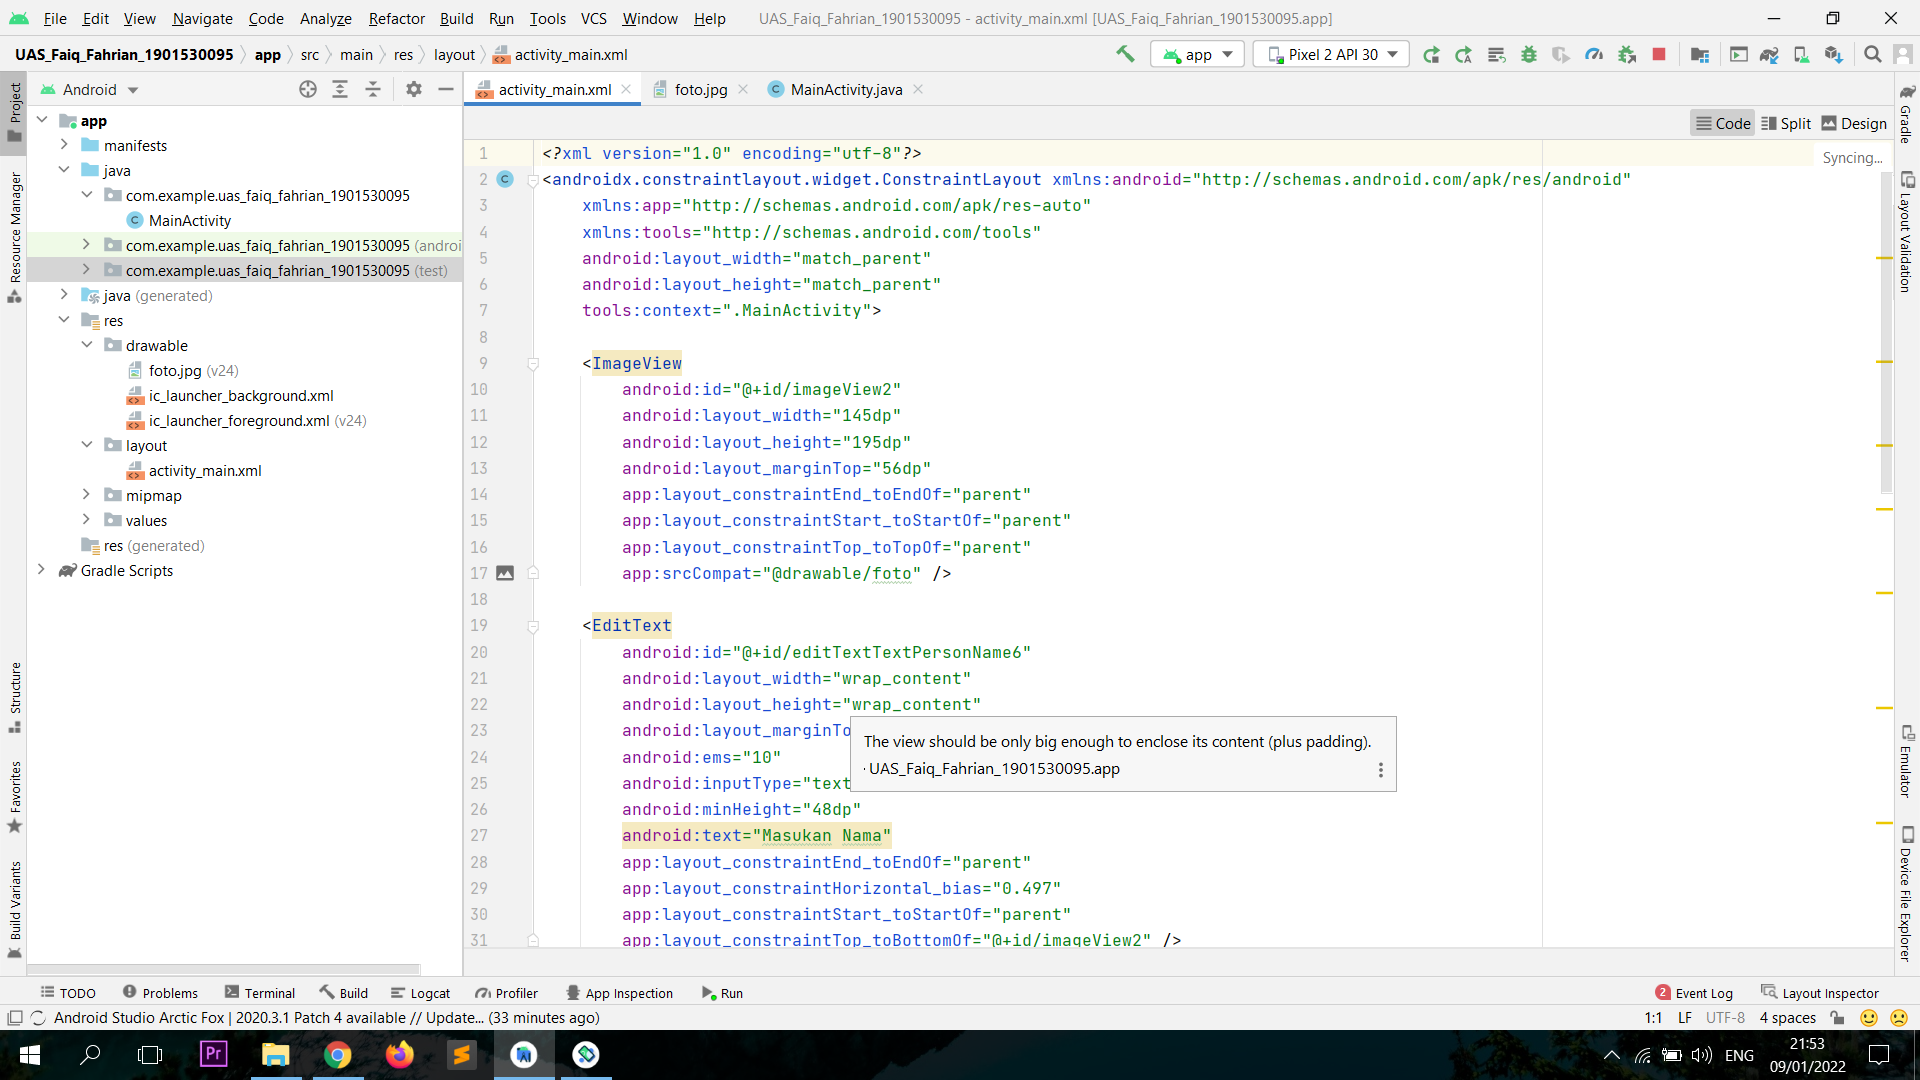 File Edit View Navigate Code Analyze Refactor Build Run Tools VCS Window Help UAS_Faiq_Fahrian_1901530095 - activity_main.xml [UAS_Faiq_Fahrian_1901530095.app]
UAS_Faiq_Fahrian_1901530095 app src main res layout activity_main.xml app Pixel 2 API 30
Android activity_main.xml foto.jpg MainActivity.java
Code Split Design
Syncing...
Project
Resource Manager
Structure
Favorites
Build Variants
app
manifests
java
com.example.uas_faiq_fahrian_1901530095
MainActivity
com.example.uas_faiq_fahrian_1901530095 (androi
com.example.uas_faiq_fahrian_1901530095 (test)
java (generated)
res
drawable
foto.jpg (v24)
ic_launcher_background.xml
ic_launcher_foreground.xml (v24)
layout
activity_main.xml
mipmap
values
res (generated)
Gradle Scripts
1 <?xml version="1.0" encoding="utf-8"?>
2 C <androidx.constraintlayout.widget.ConstraintLayout xmlns:android="http://schemas.android.com/apk/res/android"
3 xmlns:app="http://schemas.android.com/apk/res-auto"
4 xmlns:tools="http://schemas.android.com/tools"
5 android:layout_width="match_parent"
6 android:layout_height="match_parent"
7 tools:context=".MainActivity">
8
9 <ImageView
10 android:id="@+id/imageView2"
11 android:layout_width="145dp"
12 android:layout_height="195dp"
13 android:layout_marginTop="56dp"
14 app:layout_constraintEnd_toEndOf="parent"
15 app:layout_constraintStart_toStartOf="parent"
16 app:layout_constraintTop_toTopOf="parent"
17 app:srcCompat="@drawable/foto" />
18
19 <EditText
20 android:id="@+id/editTextTextPersonName6"
21 android:layout_width="wrap_content"
22 android:layout_height="wrap_content"
23 android:layout_marginTo
24 android:ems="10"
25 android:inputType="text
26 android:minHeight="48dp"
27 android:text="Masukan Nama"
28 app:layout_constraintEnd_toEndOf="parent"
29 app:layout_constraintHorizontal_bias="0.497"
30 app:layout_constraintStart_toStartOf="parent"
31 app:layout_constraintTop_toBottomOf="@+id/imageView2" />
The view should be only big enough to enclose its content (plus padding).
· UAS_Faiq_Fahrian_1901530095.app
Gradle
Layout Validation
Emulator
Device File Explorer
TODO Problems Terminal Build Logcat Profiler App Inspection Run 2 Event Log Layout Inspector
Android Studio Arctic Fox | 2020.3.1 Patch 4 available // Update... (33 minutes ago) 1:1 LF UTF-8 4 spaces
Pr ENG 21:53
09/01/2022